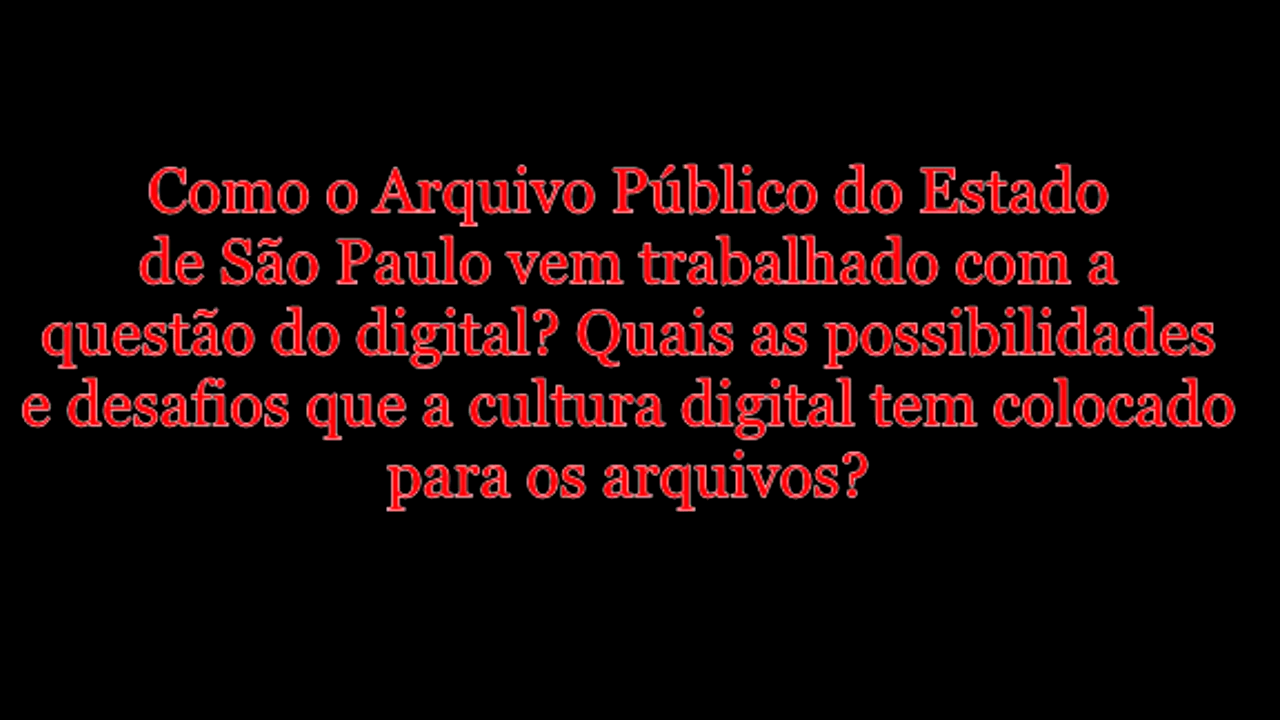 Como o Arquivo Público do Estado
de São Paulo vem trabalhado com a
questão do digital? Quais as possibilidades
e desafios que a cultura digital tem colocado
para os arquivos?